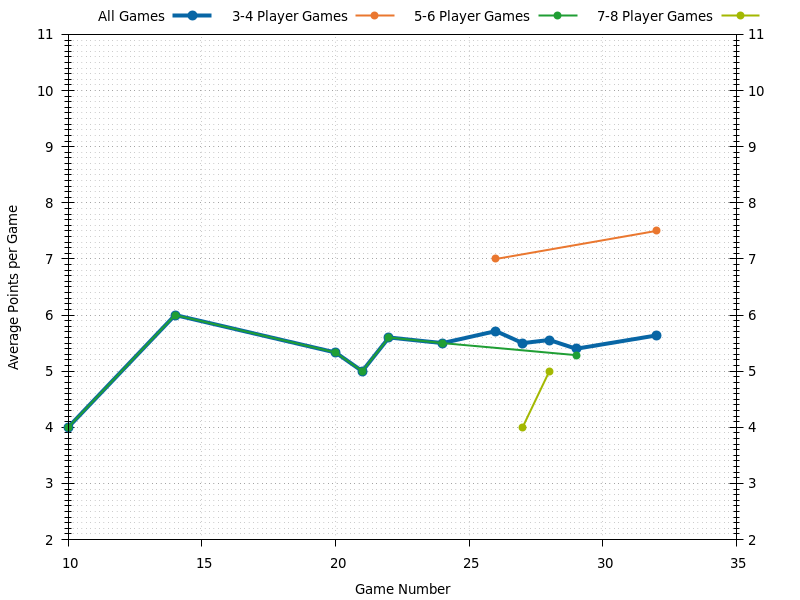 All Games 3-4 Player Games 5-6 Player Games 7-8 Player Games
11 11
10 10
9 9
8 8
7 7
6 6
5 5
4 4
3 3
2 2
Average Points per Game
10 15 20 25 30 35
Game Number